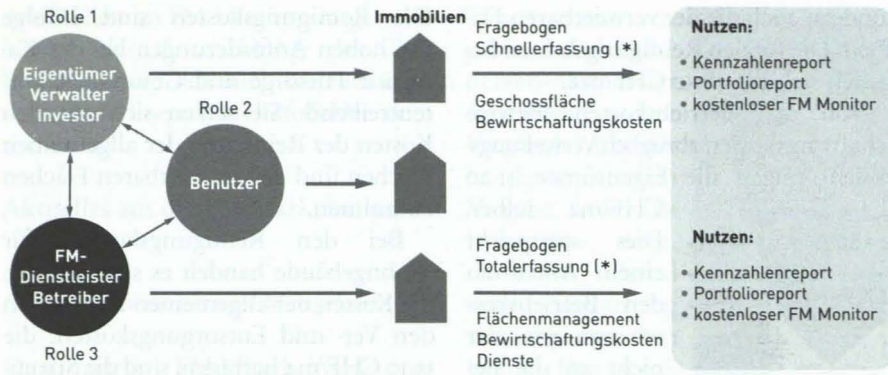 Rolle 1
Eigentümer
Verwalter
Investor
Rolle 2
Benutzer
FM-
Dienstleister
Betreiber
Rolle 3
Immobilien
Fragebogen
Schnellerfassung (*)
Geschossfläche
Bewirtschaftungskosten
Nutzen:
• Kennzahlenreport
• Portfolioreport
• kostenloser FM Monitor
Fragebogen
Totalerfassung (*)
Flächenmanagement
Bewirtschaftungskosten
Dienste
Nutzen:
• Kennzahlenreport
• Portfolioreport
• kostenloser FM Monitor